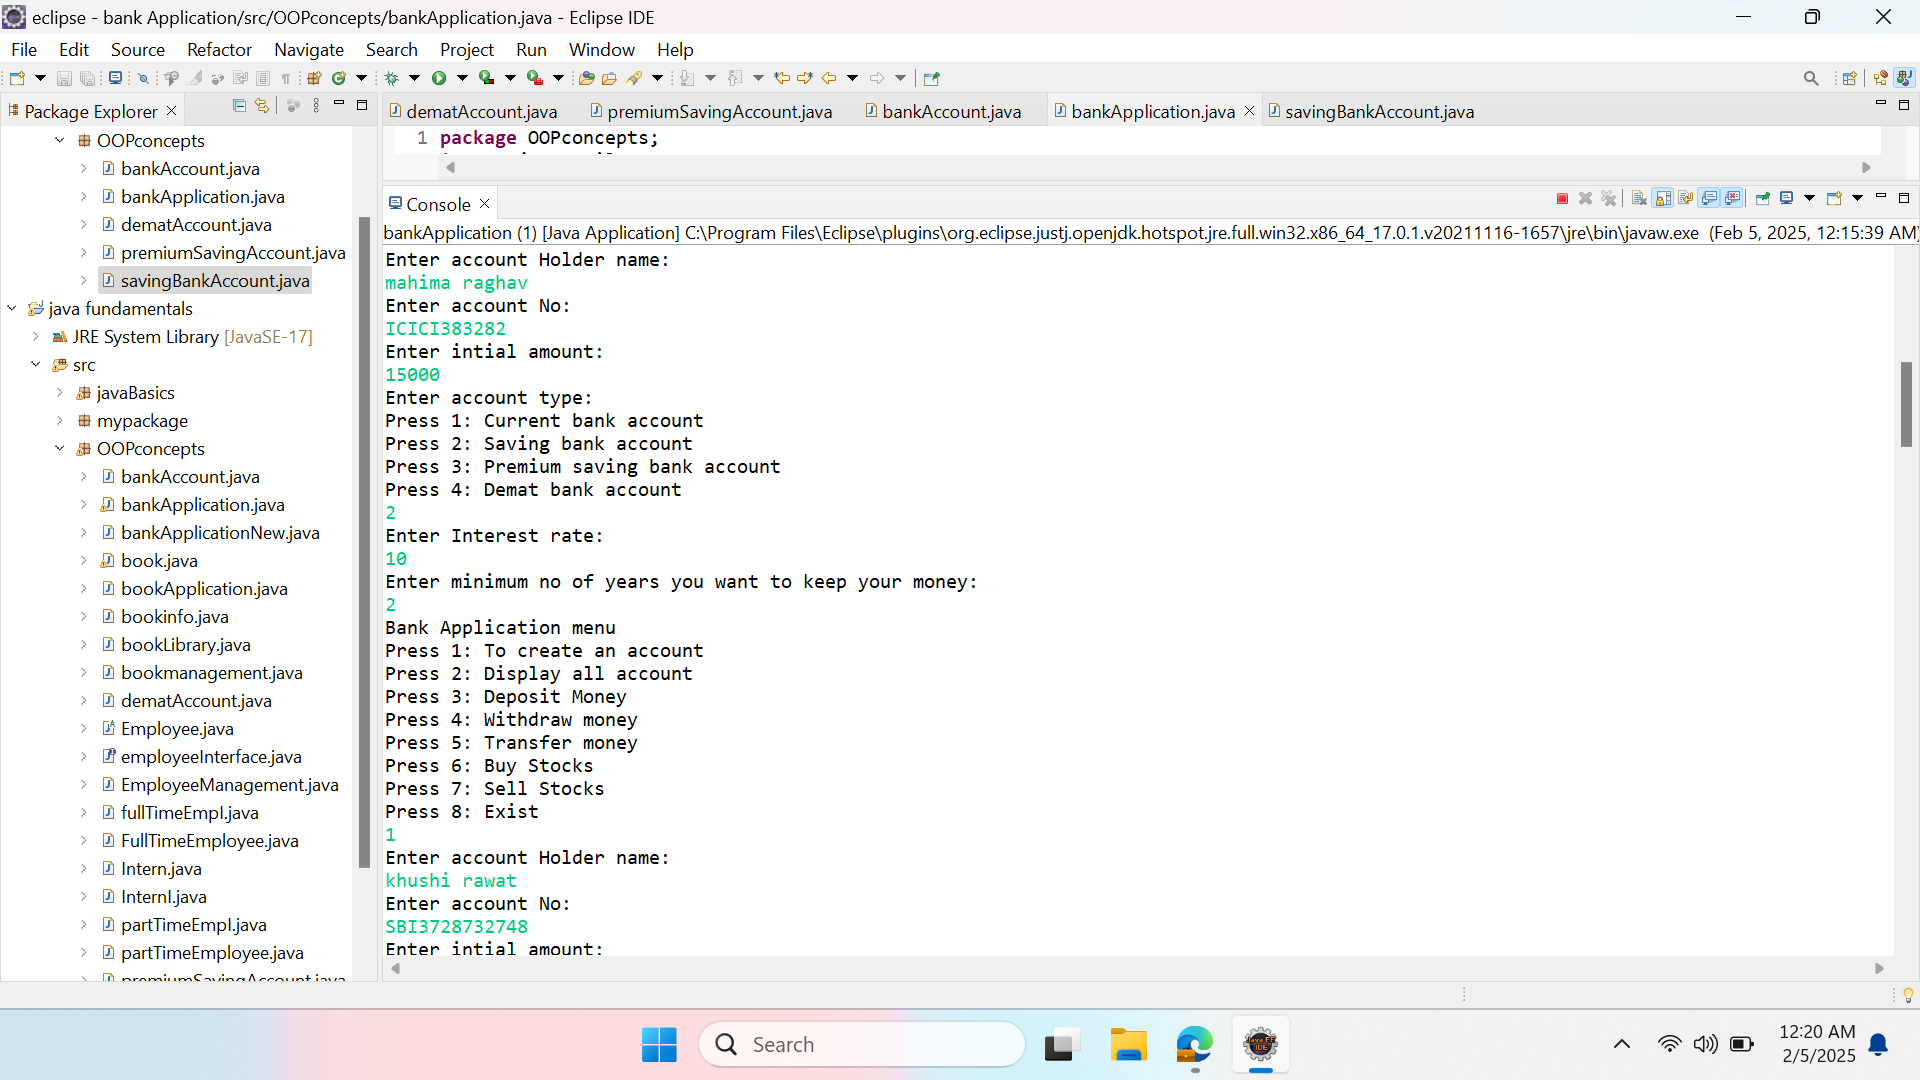 eclipse - bank Application/src/OOPconcepts/bankApplication.java - Eclipse IDE
File Edit Source Refactor Navigate Search Project Run Window Help
Package Explorer
OOPconcepts
bankAccount.java
bankApplication.java
dematAccount.java
premiumSavingAccount.java
savingBankAccount.java
java fundamentals
JRE System Library [JavaSE-17]
src
javaBasics
mypackage
OOPconcepts
bankAccount.java
bankApplication.java
bankApplicationNew.java
book.java
bookApplication.java
bookinfo.java
bookLibrary.java
bookmanagement.java
dematAccount.java
Employee.java
employeeInterface.java
EmployeeManagement.java
fullTimeEmpI.java
FullTimeEmployee.java
Intern.java
InternI.java
partTimeEmpI.java
partTimeEmployee.java
premiumSavingAccount.java
dematAccount.java premiumSavingAccount.java bankAccount.java bankApplication.java savingBankAccount.java
1 package OOPconcepts;
Console
bankApplication (1) [Java Application] C:\Program Files\Eclipse\plugins\org.eclipse.justj.openjdk.hotspot.jre.full.win32.x86_64_17.0.1.v20211116-1657\jre\bin\javaw.exe (Feb 5, 2025, 12:15:39 AM)
Enter account Holder name:
mahima raghav
Enter account No:
ICICI383282
Enter intial amount:
15000
Enter account type:
Press 1: Current bank account
Press 2: Saving bank account
Press 3: Premium saving bank account
Press 4: Demat bank account
2
Enter Interest rate:
10
Enter minimum no of years you want to keep your money:
2
Bank Application menu
Press 1: To create an account
Press 2: Display all account
Press 3: Deposit Money
Press 4: Withdraw money
Press 5: Transfer money
Press 6: Buy Stocks
Press 7: Sell Stocks
Press 8: Exist
1
Enter account Holder name:
khushi rawat
Enter account No:
SBI3728732748
Enter intial amount:
Search
12:20 AM
2/5/2025